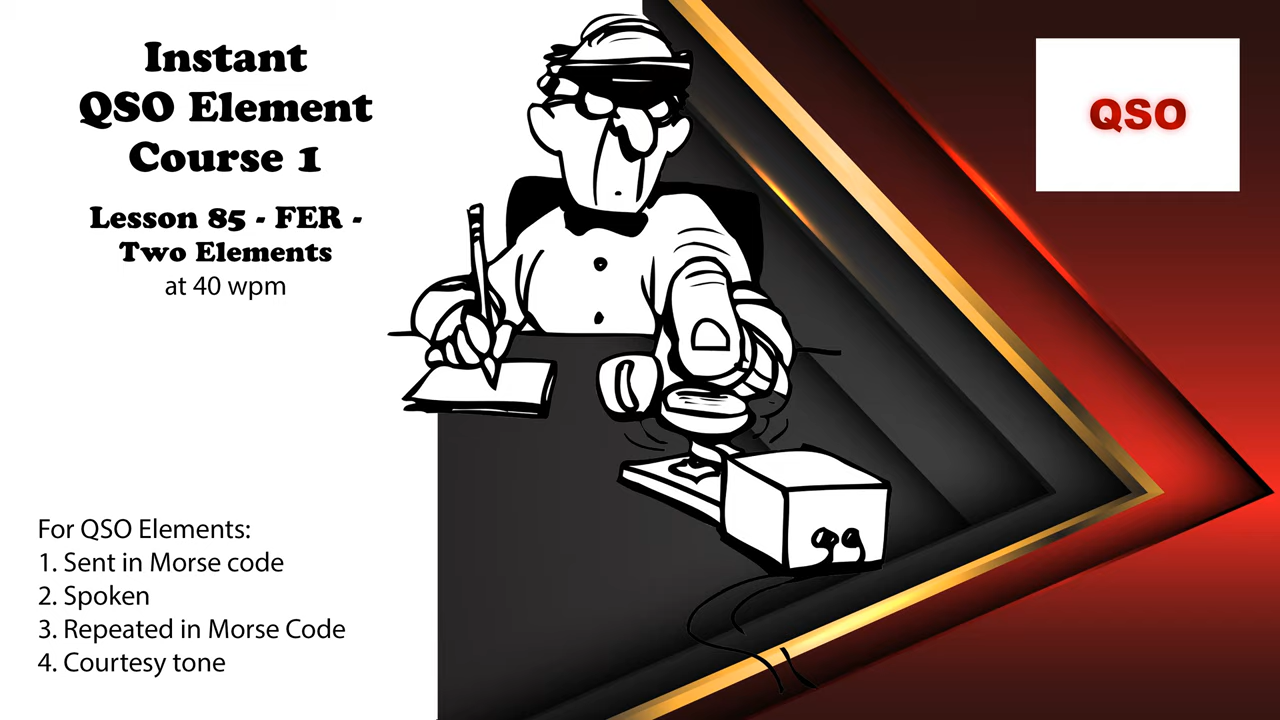 Instant
QSO Element
Course 1
Lesson 85 - FER -
Two Elements
at 40 wpm
QSO
For QSO Elements:
1. Sent in Morse code
2. Spoken
3. Repeated in Morse Code
4. Courtesy tone